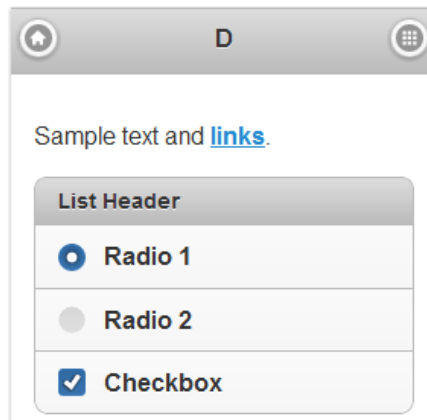 D
Sample text and links.
List Header
Radio 1
Radio 2
Checkbox